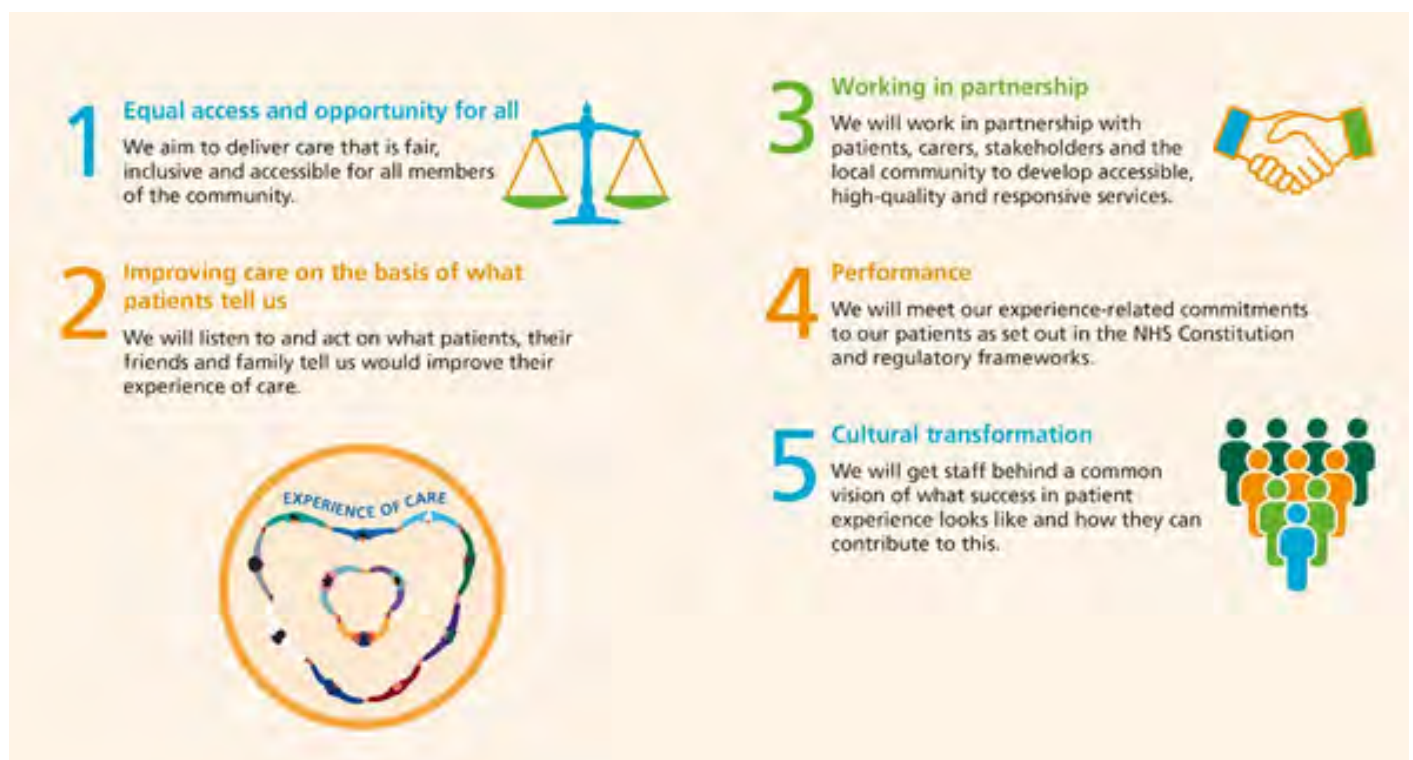 1
Equal access and opportunity for all
We aim to deliver care that is fair,
inclusive and accessible for all members
of the community.
2
Improving care on the basis of what
patients tell us
We will listen to and act on what patients, their
friends and family tell us would improve their
experience of care.
EXPERIENCE OF CARE
3
Working in partnership
We will work in partnership with
patients, carers, stakeholders and the
local community to develop accessible,
high-quality and responsive services.
4
Performance
We will meet our experience-related commitments
to our patients as set out in the NHS Constitution
and regulatory frameworks.
5
Cultural transformation
We will get staff behind a common
vision of what success in patient
experience looks like and how they can
contribute to this.